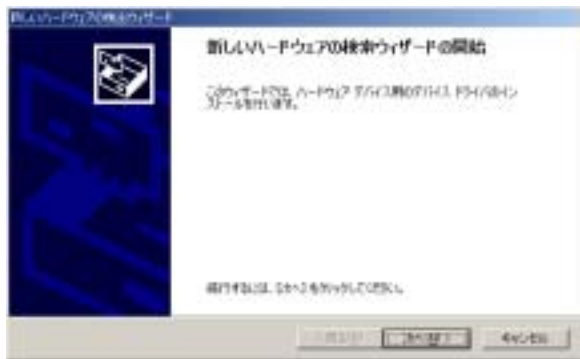 新しいハードウェアの検索ウィザード
新しいハードウェアの検索ウィザードの開始
このウィザードでは、ハードウェア デバイス用のデバイス ドライバのイン
ストールを行います。
続行するには、[次へ] をクリックしてください。
< 戻る(B)
次へ(N) >
キャンセル